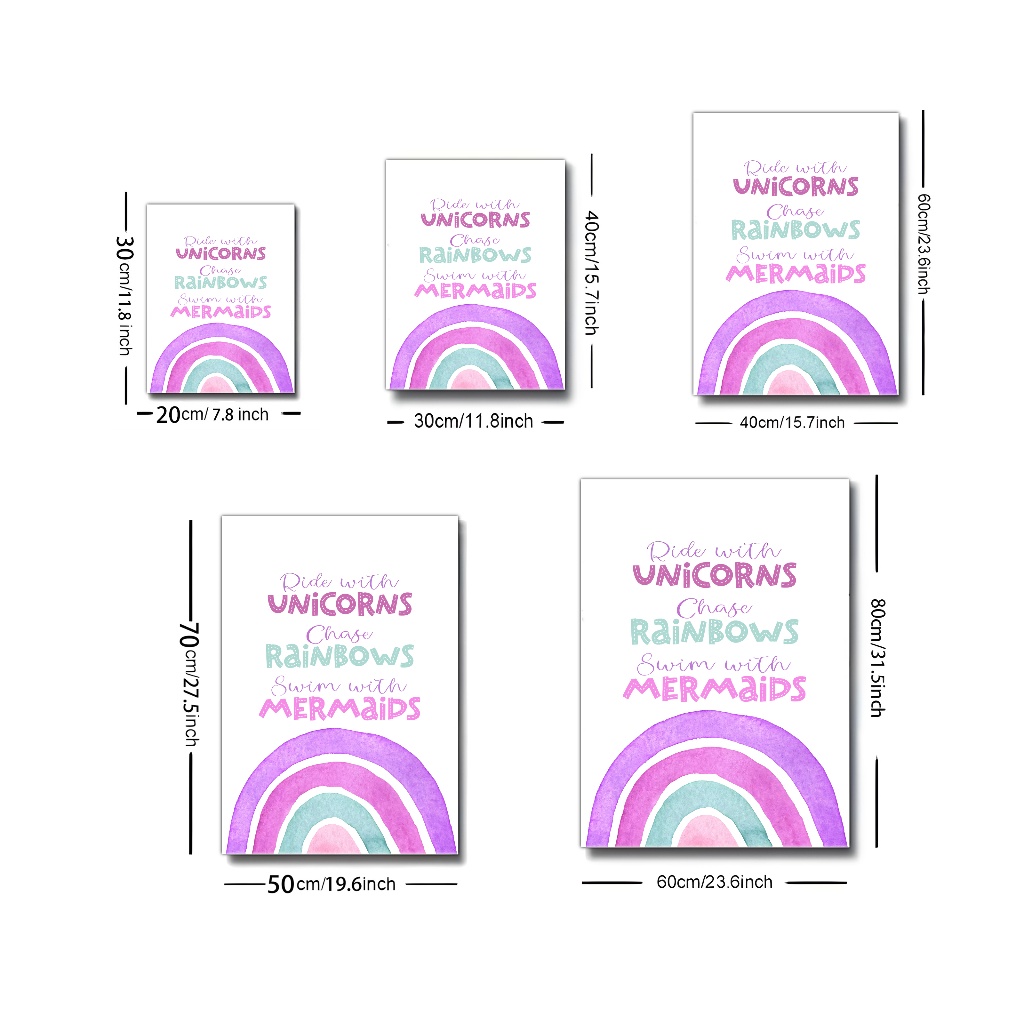 Ride with
UNiCORNS
Chase
RaiNBOWS
Swim with
MERMaiDS
30cm/11.8 inch
20cm/ 7.8 inch
Ride with
UNiCORNS
Chase
RaiNBOWS
Swim with
MERMaiDS
40cm/15.7inch
30cm/11.8inch
Ride with
UNiCORNS
Chase
RaiNBOWS
Swim with
MERMaiDS
60cm/23.6inch
40cm/15.7inch
Ride with
UNiCORNS
Chase
RaiNBOWS
Swim with
MERMaiDS
70cm/27.5inch
50cm/19.6inch
Ride with
UNiCORNS
Chase
RaiNBOWS
Swim with
MERMaiDS
80cm/31.5inch
60cm/23.6inch